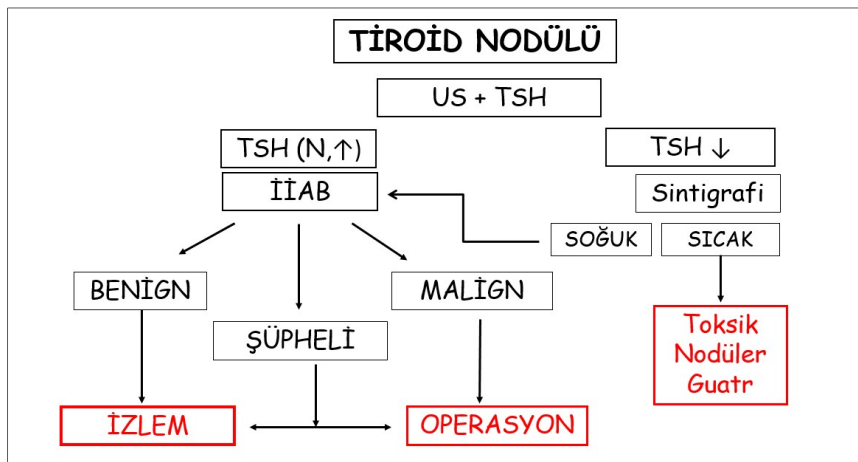 TİROİD NODÜLÜ
US + TSH
TSH (N,↑)
TSH ↓
İİAB
Sintigrafi
SOĞUK
SICAK
BENİGN
MALİGN
ŞÜPHELİ
Toksik
Nodüler
Guatr
İZLEM
OPERASYON